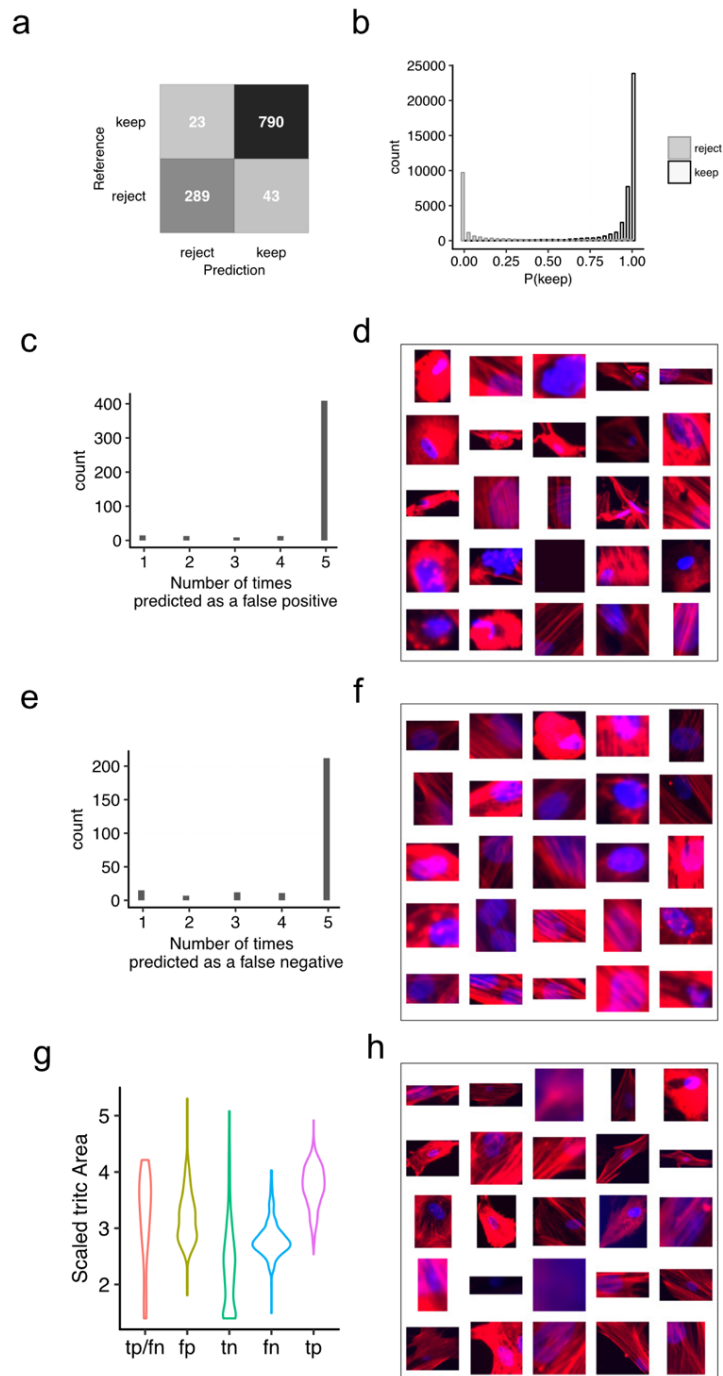 a
keep
23
790
reject
289
43
reject
keep
Prediction
Reference
b
25000
20000
15000
10000
5000
0
count
0.00
0.25
0.50
0.75
1.00
P(keep)
reject
keep
c
400
300
200
100
0
count
1
2
3
4
5
Number of times
predicted as a false positive
d
e
200
150
100
50
0
count
1
2
3
4
5
Number of times
predicted as a false negative
f
g
5
4
3
2
Scaled tritc Area
tp/fn
fp
tn
fn
tp
h